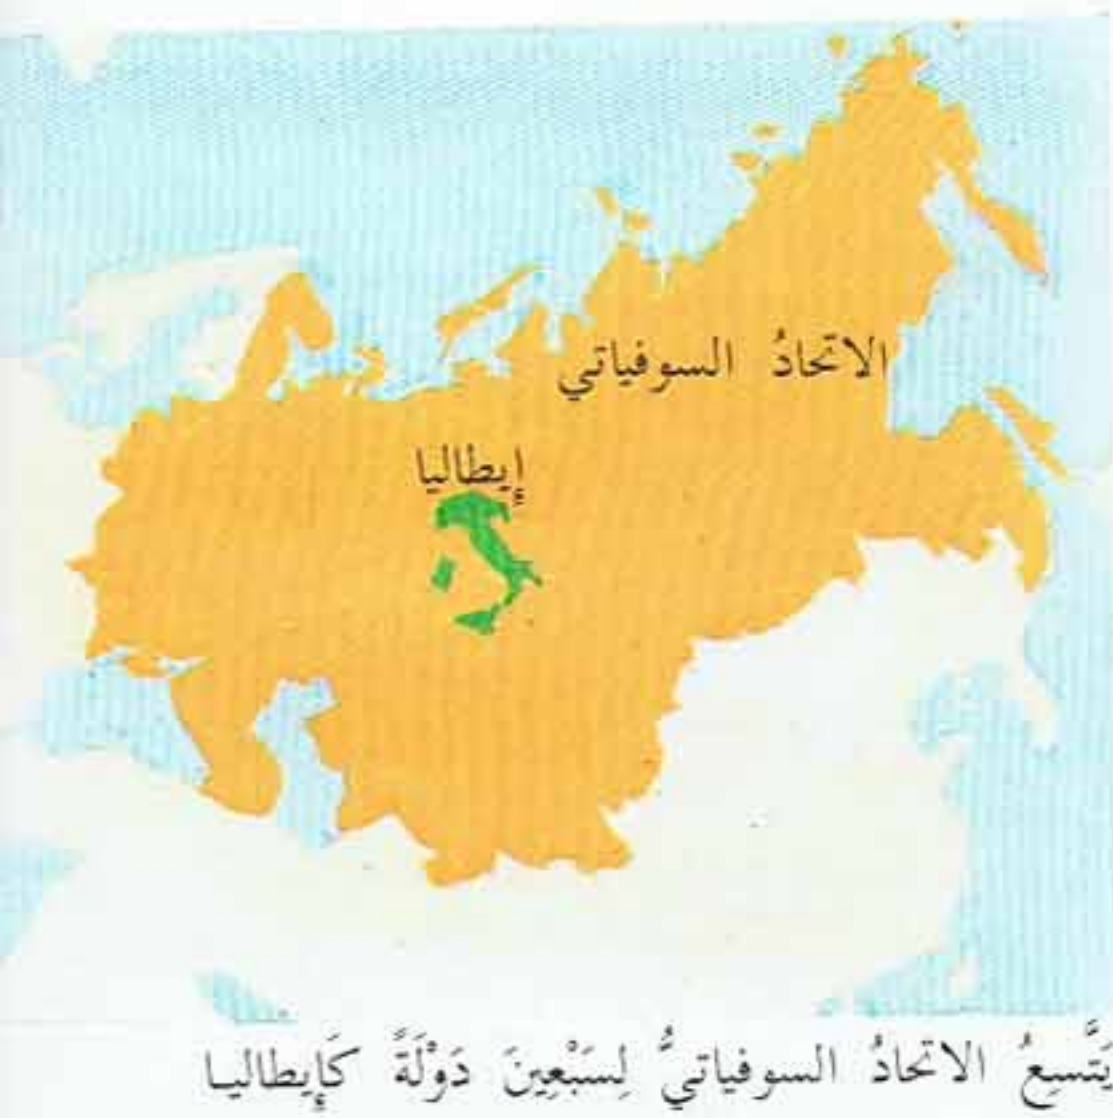 الاتحادُ السوفياتي
إيطاليا
يَتَّسِعُ الاتحادُ السوفياتيُّ لِسَبْعِينَ دَوْلَةً كَإِيطاليا